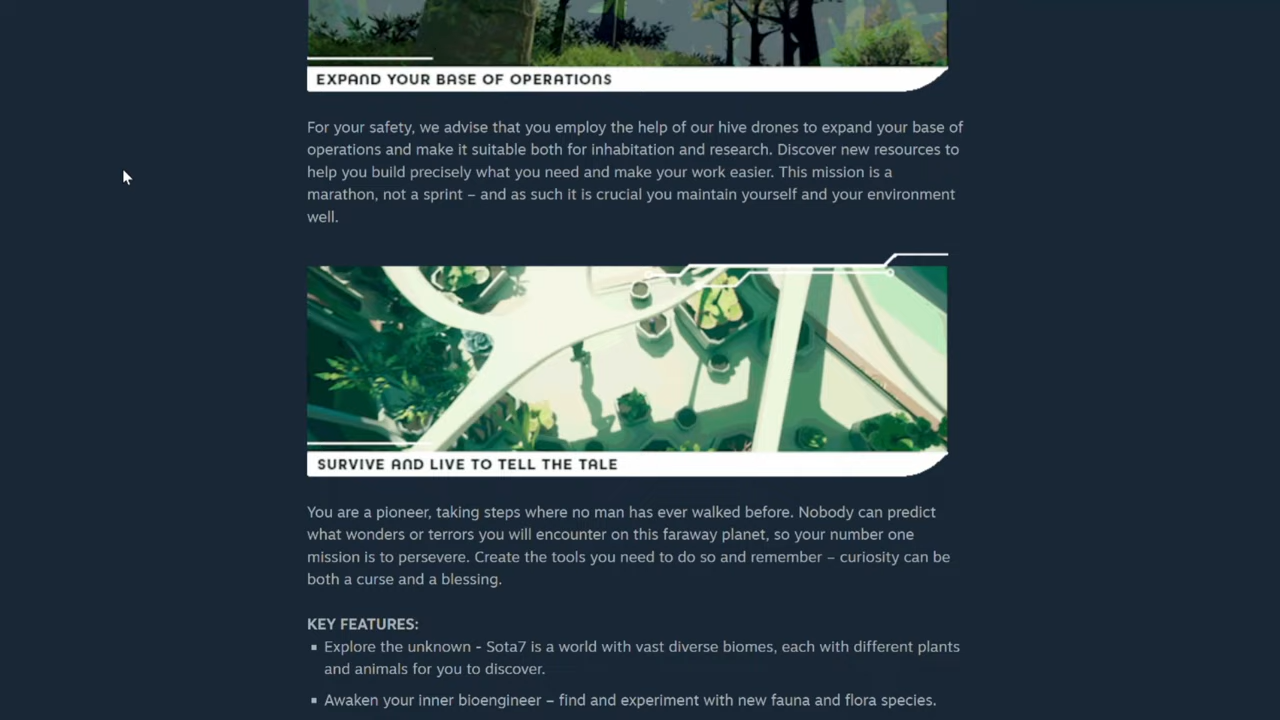 EXPAND YOUR BASE OF OPERATIONS
For your safety, we advise that you employ the help of our hive drones to expand your base of
operations and make it suitable both for inhabitation and research. Discover new resources to
help you build precisely what you need and make your work easier. This mission is a
marathon, not a sprint – and as such it is crucial you maintain yourself and your environment
well.
SURVIVE AND LIVE TO TELL THE TALE
You are a pioneer, taking steps where no man has ever walked before. Nobody can predict
what wonders or terrors you will encounter on this faraway planet, so your number one
mission is to persevere. Create the tools you need to do so and remember – curiosity can be
both a curse and a blessing.
KEY FEATURES:
▪ Explore the unknown - Sota7 is a world with vast diverse biomes, each with different plants
and animals for you to discover.
▪ Awaken your inner bioengineer – find and experiment with new fauna and flora species.